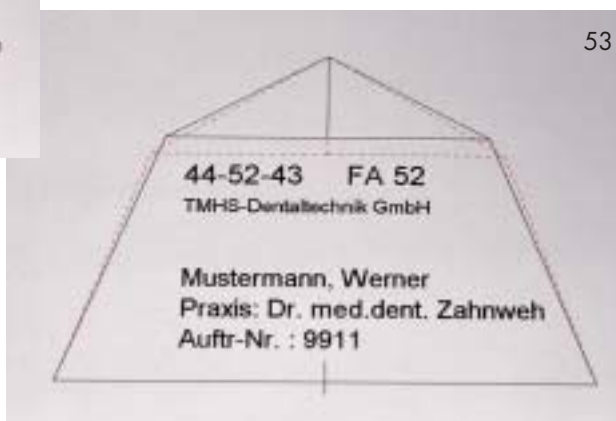 53
44-52-43 FA 52
TMHS-Dentaltechnik GmbH
Mustermann, Werner
Praxis: Dr. med.dent. Zahnweh
Auftr-Nr. : 9911